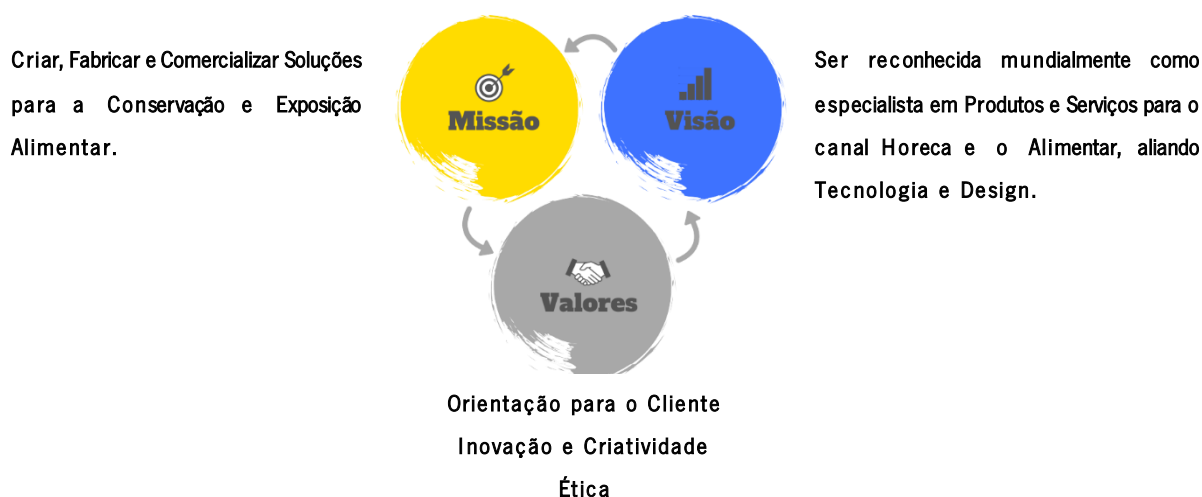 Criar, Fabricar e Comercializar Soluções
para a Conservação e Exposição
Alimentar.
Missão
Visão
Ser reconhecida mundialmente como
especialista em Produtos e Serviços para o
canal Horeca e o Alimentar, aliando
Tecnologia e Design.
Valores
Orientação para o Cliente
Inovação e Criatividade
Ética